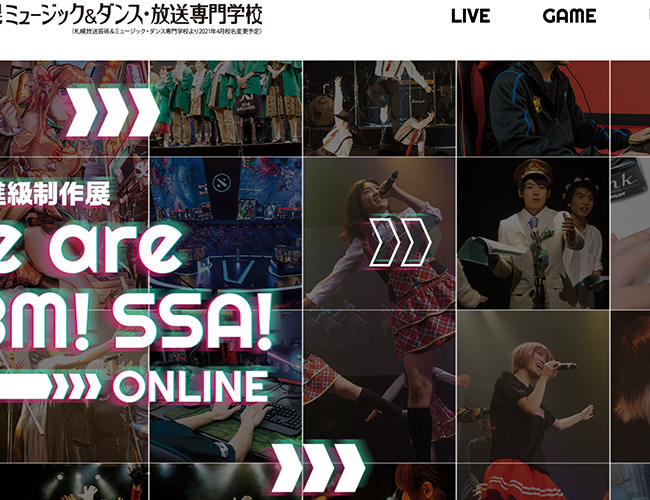 ミュージック&ダンス・放送専門学校
(札幌放送芸術&ミュージック・ダンス専門学校より2021年4月校名変更予定)
LIVE
GAME
進級制作展
e are
BM! SSA!
ONLINE
nk
PILOT